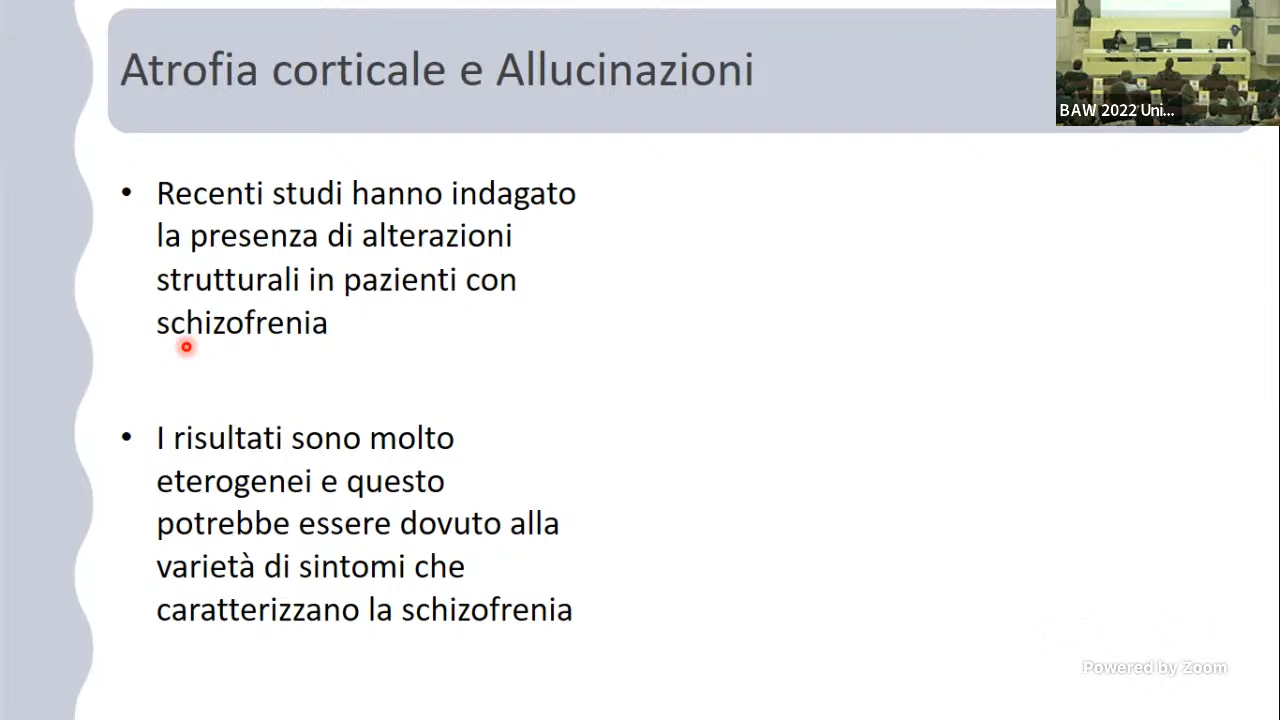 Atrofia corticale e Allucinazioni
BAW 2022 Uni...
• Recenti studi hanno indagato
la presenza di alterazioni
strutturali in pazienti con
schizofrenia
• I risultati sono molto
eterogenei e questo
potrebbe essere dovuto alla
varietà di sintomi che
caratterizzano la schizofrenia
Powered by Zoom